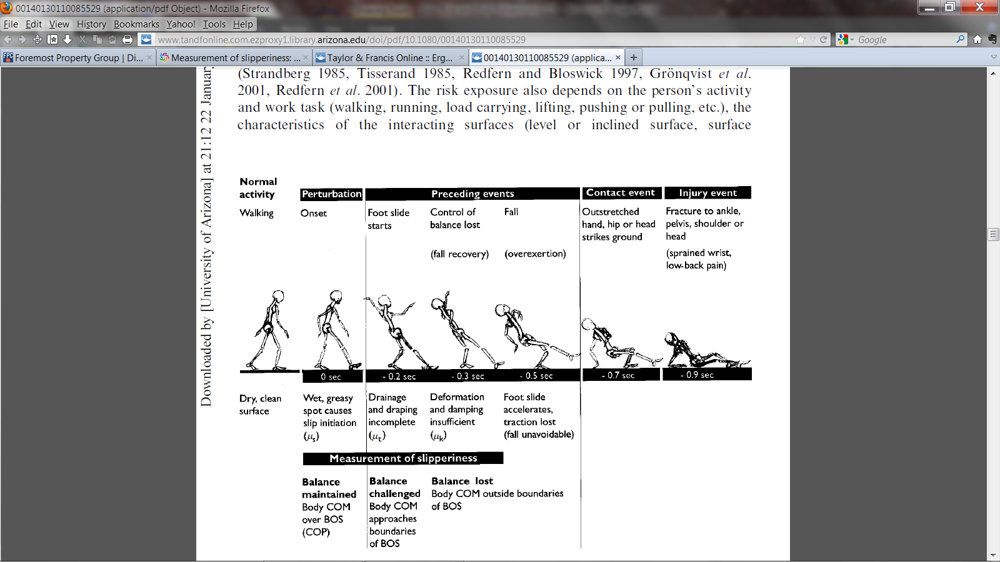 00140130110085529 (application/pdf Object) - Mozilla Firefox
File Edit View History Bookmarks Yahoo! Tools Help
www.tandfonline.com.ezproxy1.library.arizona.edu/doi/pdf/10.1080/00140130110085529
Google
Foremost Property Group | Di...
Measurement of slipperiness: ...
Taylor & Francis Online :: Erg...
00140130110085529 (applica...
Downloaded by [University of Arizona] at 21:12 22 January
(Strandberg 1985, Tisserand 1985, Redfern and Bloswick 1997, Grönqvist et al.
2001, Redfern et al. 2001). The risk exposure also depends on the person's activity
and work task (walking, running, load carrying, lifting, pushing or pulling, etc.), the
characteristics of the interacting surfaces (level or inclined surface, surface
Normal
activity
Perturbation
Preceding events
Contact event
Injury event
Walking
Onset
Foot slide
starts
Control of
balance lost
(fall recovery)
Fall
(overexertion)
Outstretched
hand, hip or head
strikes ground
Fracture to ankle,
pelvis, shoulder or
head
(sprained wrist,
low-back pain)
0 sec
- 0.2 sec
- 0.3 sec
- 0.5 sec
- 0.7 sec
- 0.9 sec
Dry, clean
surface
Wet, greasy
spot causes
slip initiation
(μs)
Drainage
and draping
incomplete
(μt)
Deformation
and damping
insufficient
(μk)
Foot slide
accelerates,
traction lost
(fall unavoidable)
Measurement of slipperiness
Balance
maintained
Body COM
over BOS
(COP)
Balance
challenged
Body COM
approaches
boundaries
of BOS
Balance lost
Body COM outside boundaries
of BOS